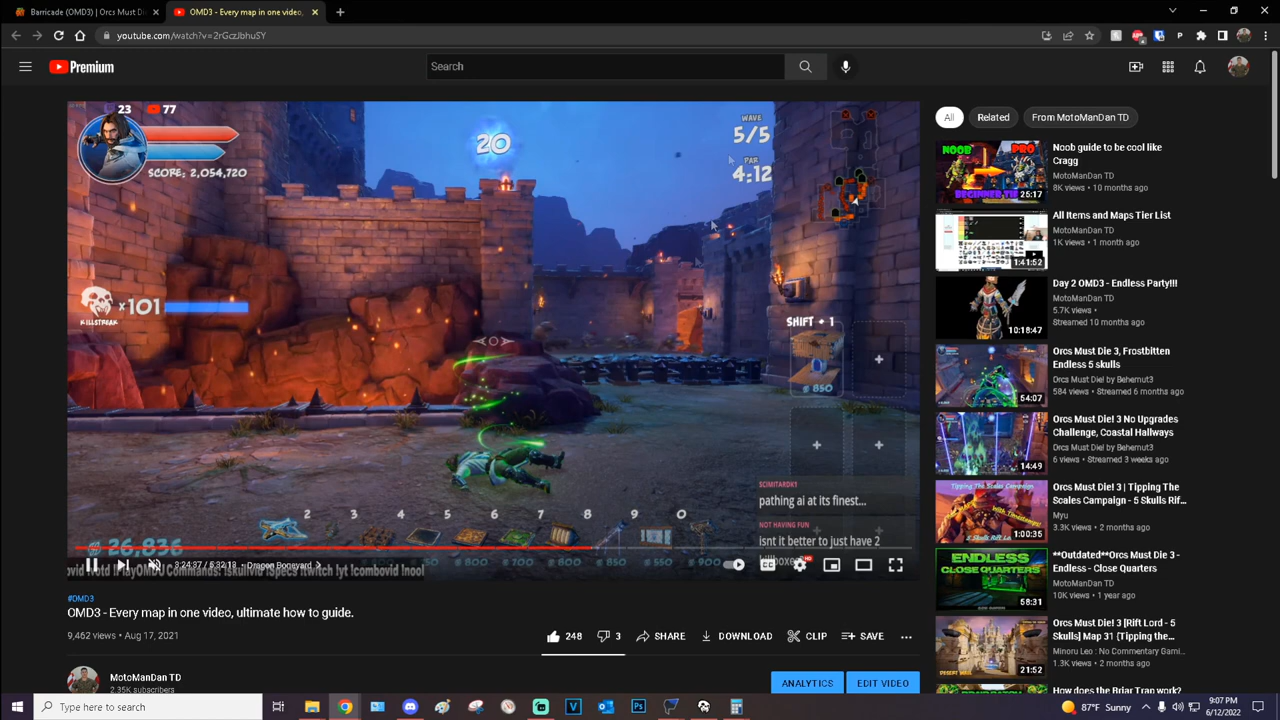 Barricade (OMD3) | Orcs Must Di
OMD3 - Every map in one video,
youtube.com/watch?v=2rGczJbhuSY
Premium
Search
23
77
SCORE: 2,054,720
20
WAVE
5/5
PAR
4:12
x101
KILLSTREAK
SHIFT + 1
850
SCIMITARDKY
pathing ai at its finest...
NOT HAVING FUN
isnt it better to just have 2
2 3 4 6 7 8 9 0
26,836
3:24:37 / 5:32:18
#OMD3
OMD3 - Every map in one video, ultimate how to guide.
9,462 views • Aug 17, 2021
248
3
SHARE
DOWNLOAD
CLIP
SAVE
MotoManDan TD
2.35K subscribers
ANALYTICS
EDIT VIDEO
All
Related
From MotoManDan TD
NOOB
PRO
25:17
Noob guide to be cool like
Cragg
MotoManDan TD
8K views • 10 months ago
1:41:52
All Items and Maps Tier List
MotoManDan TD
1K views • 1 month ago
10:18:47
Day 2 OMD3 - Endless Party!!!
MotoManDan TD
5.7K views •
Streamed 10 months ago
54:07
Orcs Must Die 3, Frostbitten
Endless 5 skulls
Orcs Must Die! by Behemut3
584 views • Streamed 6 months ago
14:49
Orcs Must Die! 3 No Upgrades
Challenge, Coastal Hallways
Orcs Must Die! by Behemut3
6 views • Streamed 3 weeks ago
Tipping The Scales Campaign
1:00:35
Orcs Must Die! 3 | Tipping The
Scales Campaign - 5 Skulls Rif...
Myu
3.3K views • 2 months ago
ENDLESS
CLOSE QUARTERS
58:31
**Outdated**Orcs Must Die 3 -
Endless - Close Quarters
MotoManDan TD
10K views • 1 year ago
21:52
Orcs Must Die! 3 [Rift Lord - 5
Skulls] Map 31 {Tipping the...
Minoru Leo : No Commentary Gami...
1.3K views • 2 months ago
How does the Briar Trap work?
Type here to search
87°F Sunny
9:07 PM
6/12/2022